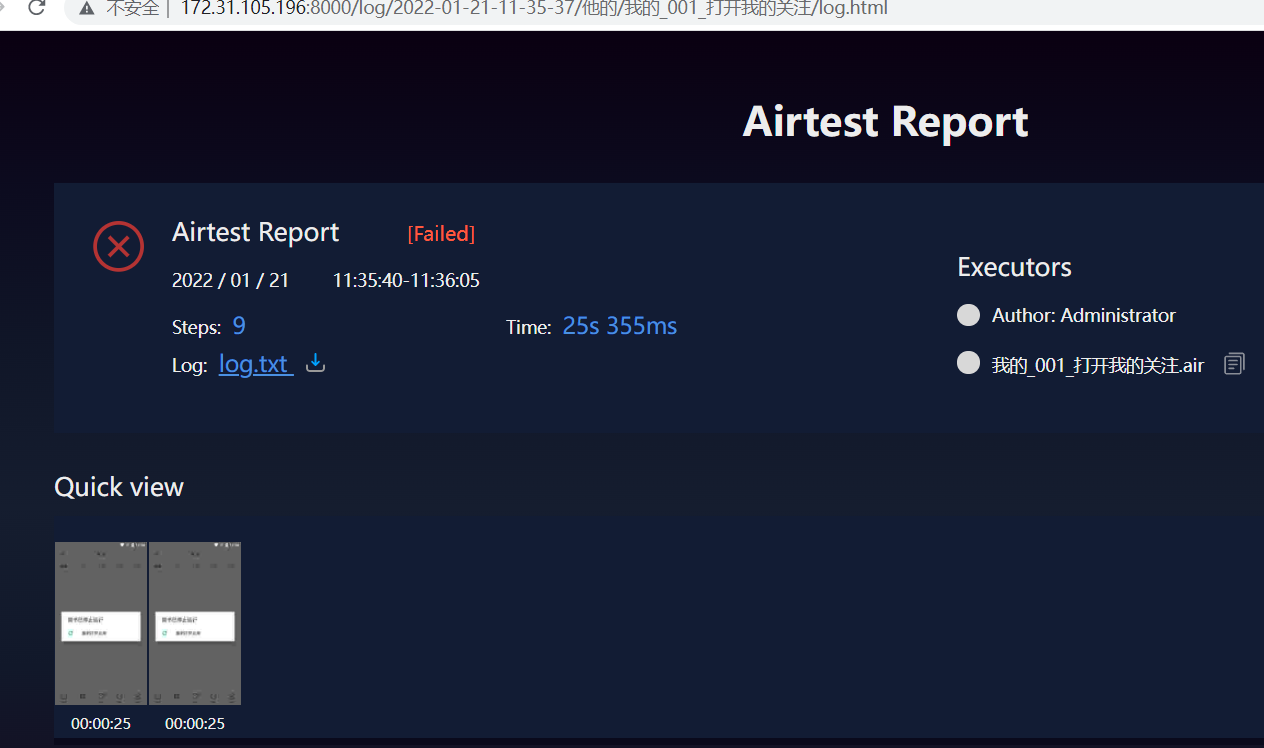 不安全 | 172.31.105.196:8000/log/2022-01-21-11-35-37/他的/我的_001_打开我的关注/log.html
Airtest Report
Airtest Report [Failed]
2022 / 01 / 21 11:35:40-11:36:05
Steps: 9 Time: 25s 355ms
Log: log.txt
Executors
Author: Administrator
我的_001_打开我的关注.air
Quick view
00:00:25 00:00:25